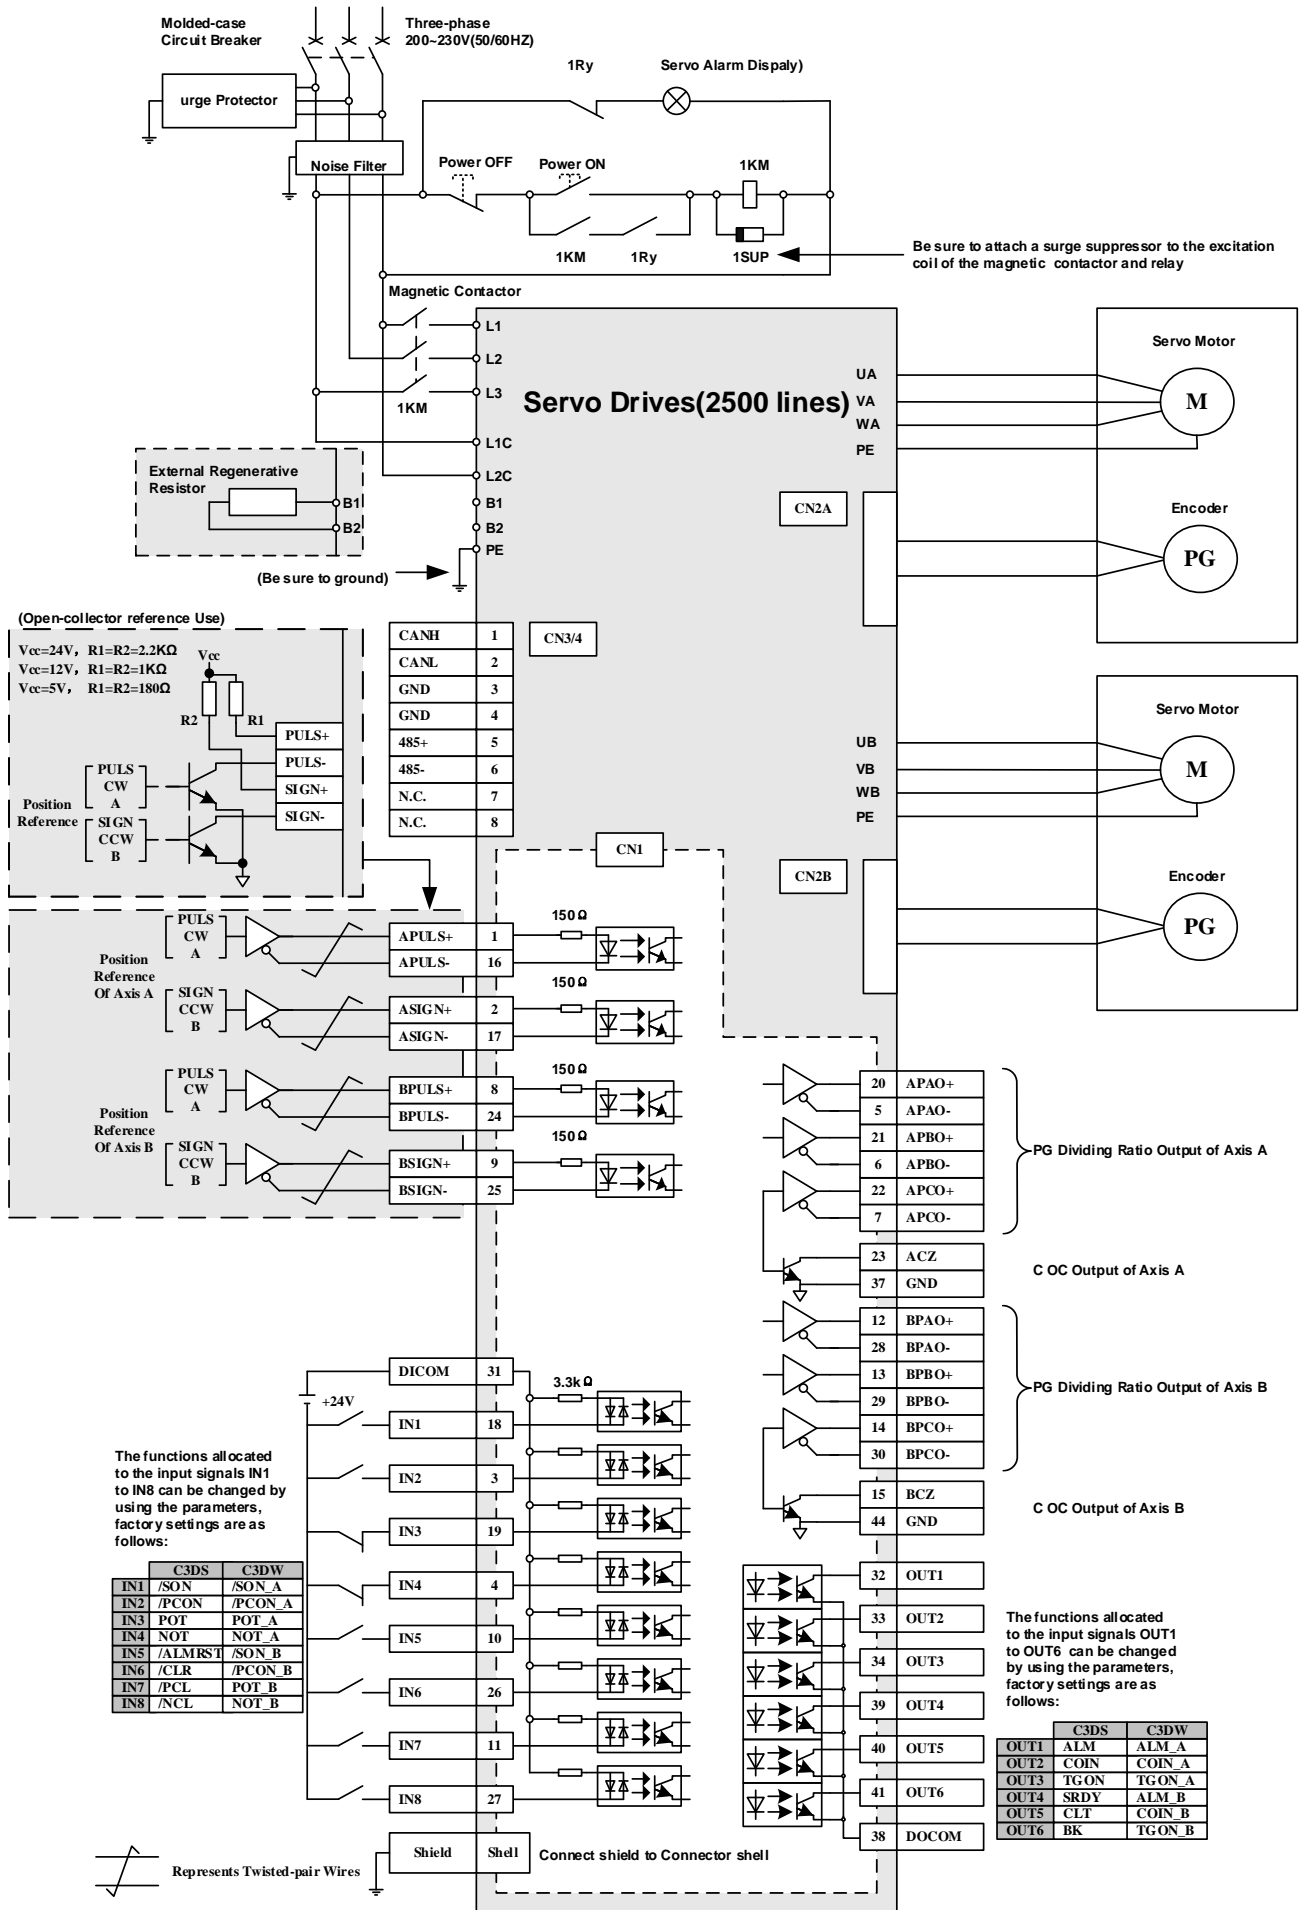 Molded-case
Circuit Breaker
Three-phase
200~230V(50/60HZ)
1Ry
Servo Alarm Dispaly)
urge Protector
Noise Filter
Power OFF
Power ON
1KM
1KM
1Ry
1SUP
Be sure to attach a surge suppressor to the excitation
coil of the magnetic contactor and relay
Magnetic Contactor
1KM
L1
L2
L3
L1C
L2C
B1
B2
PE
Servo Drives(2500 lines)
UA
VA
WA
PE
Servo Motor
M
CN2A
Encoder
PG
External Regenerative
Resistor
B1
B2
(Be sure to ground)
(Open-collector reference Use)
Vcc=24V, R1=R2=2.2KΩ
Vcc=12V, R1=R2=1KΩ
Vcc=5V, R1=R2=180Ω
Vcc
R2
R1
PULS+
PULS-
SIGN+
SIGN-
Position
Reference
PULS
CW
A
SIGN
CCW
B
CANH 1
CANL 2
GND 3
GND 4
485+ 5
485- 6
N.C. 7
N.C. 8
CN3/4
UB
VB
WB
PE
Servo Motor
M
CN1
CN2B
Encoder
PG
Position
Reference
Of Axis A
PULS
CW
A
SIGN
CCW
B
APULS+ 1
APULS- 16
ASIGN+ 2
ASIGN- 17
150Ω
150Ω
Position
Reference
Of Axis B
PULS
CW
A
SIGN
CCW
B
BPULS+ 8
BPULS- 24
BSIGN+ 9
BSIGN- 25
150Ω
150Ω
20 APAO+
5 APAO-
21 APBO+
6 APBO-
22 APCO+
7 APCO-
PG Dividing Ratio Output of Axis A
23 ACZ
37 GND
C OC Output of Axis A
12 BPAO+
28 BPAO-
13 BPBO+
29 BPBO-
14 BPCO+
30 BPCO-
PG Dividing Ratio Output of Axis B
15 BCZ
44 GND
C OC Output of Axis B
DICOM 31
+24V
3.3kΩ
IN1 18
IN2 3
IN3 19
IN4 4
IN5 10
IN6 26
IN7 11
IN8 27
The functions allocated
to the input signals IN1
to IN8 can be changed by
using the parameters,
factory settings are as
follows:
C3DS C3DW
IN1 /SON /SON_A
IN2 /PCON /PCON_A
IN3 POT POT_A
IN4 NOT NOT_A
IN5 /ALMRST /SON_B
IN6 /CLR /PCON_B
IN7 /PCL POT_B
IN8 /NCL NOT_B
32 OUT1
33 OUT2
34 OUT3
39 OUT4
40 OUT5
41 OUT6
38 DOCOM
The functions allocated
to the input signals OUT1
to OUT6 can be changed
by using the parameters,
factory settings are as
follows:
C3DS C3DW
OUT1 ALM ALM_A
OUT2 COIN COIN_A
OUT3 TGON TGON_A
OUT4 SRDY ALM_B
OUT5 CLT COIN_B
OUT6 BK TGON_B
Shield Shell
Connect shield to Connector shell
Represents Twisted-pair Wires